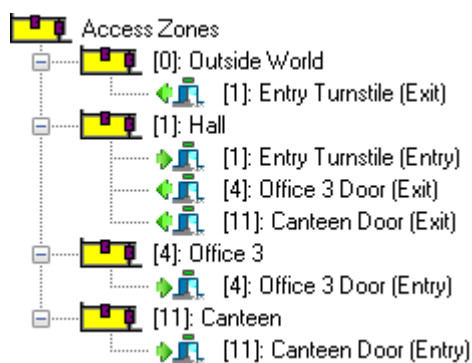 Access Zones
[0]: Outside World
[1]: Entry Turnstile (Exit)
[1]: Hall
[1]: Entry Turnstile (Entry)
[4]: Office 3 Door (Exit)
[11]: Canteen Door (Exit)
[4]: Office 3
[4]: Office 3 Door (Entry)
[11]: Canteen
[11]: Canteen Door (Entry)